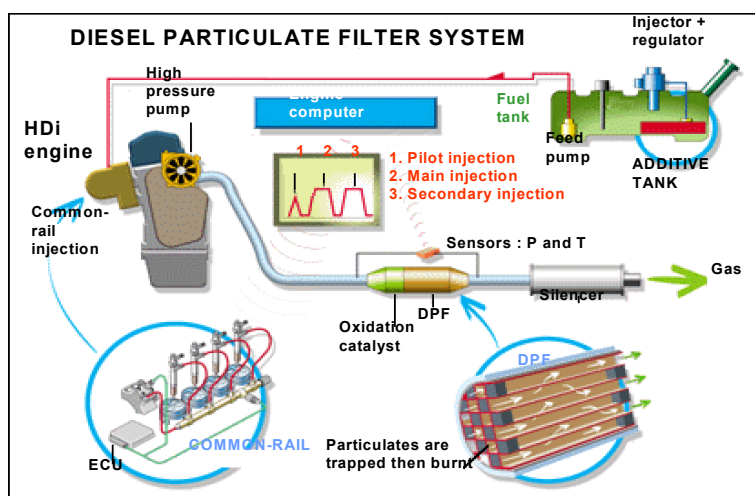 DIESEL PARTICULATE FILTER SYSTEM
Injector +
regulator
High
pressure
pump
Engine
computer
Fuel
tank
HDi
engine
Feed
pump
ADDITIVE
TANK
1 2 3
1. Pilot injection
2. Main injection
3. Secondary injection
Common-
rail
injection
Sensors : P and T
Gas
Silencer
DPF
Oxidation
catalyst
DPF
COMMON-RAIL
Particulates are
trapped then burnt
ECU